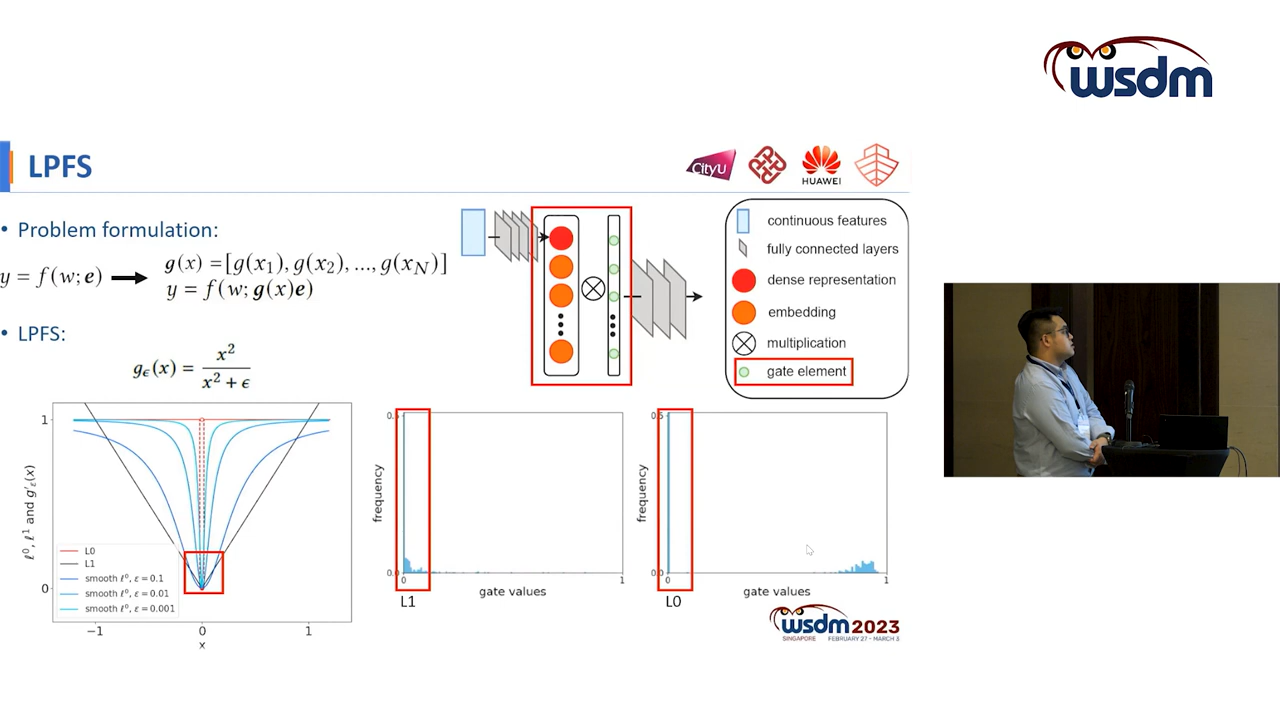 wsdm
LPFS
CityU
HUAWEI
• Problem formulation:
y = f(w; e)
g(x) =[g(x₁), g(x₂), ..., g(x_N)]
y = f(w; g(x)e)
• LPFS:
g_ϵ(x) = x² / (x² + ϵ)
continuous features
fully connected layers
dense representation
embedding
multiplication
gate element
ℓ⁰, ℓ¹ and g′_ε(x)
1
0
L0
L1
smooth ℓ⁰, ε = 0.1
smooth ℓ⁰, ε = 0.01
smooth ℓ⁰, ε = 0.001
−1 0 1
x
frequency
0 1
gate values
L1
frequency
0 1
gate values
L0
wsdm2023
SINGAPORE FEBRUARY 27 - MARCH 3